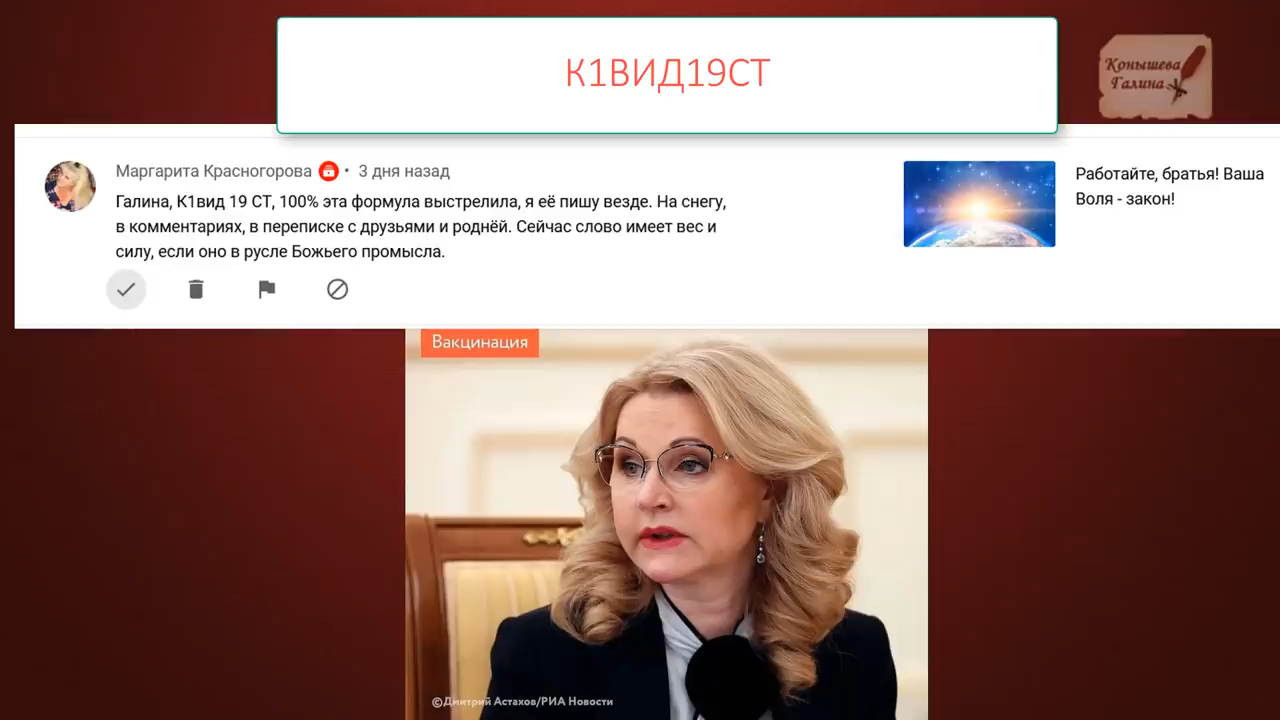 К1ВИД19СТ
Конышева
Галина
Маргарита Красногорова • 3 дня назад
Галина, К1вид 19 СТ, 100% эта формула выстрелила, я её пишу везде. На снегу,
в комментариях, в переписке с друзьями и роднёй. Сейчас слово имеет вес и
силу, если оно в русле Божьего промысла.
Работайте, братья! Ваша
Воля - закон!
Вакцинация
©Дмитрий Астахов/РИА Новости